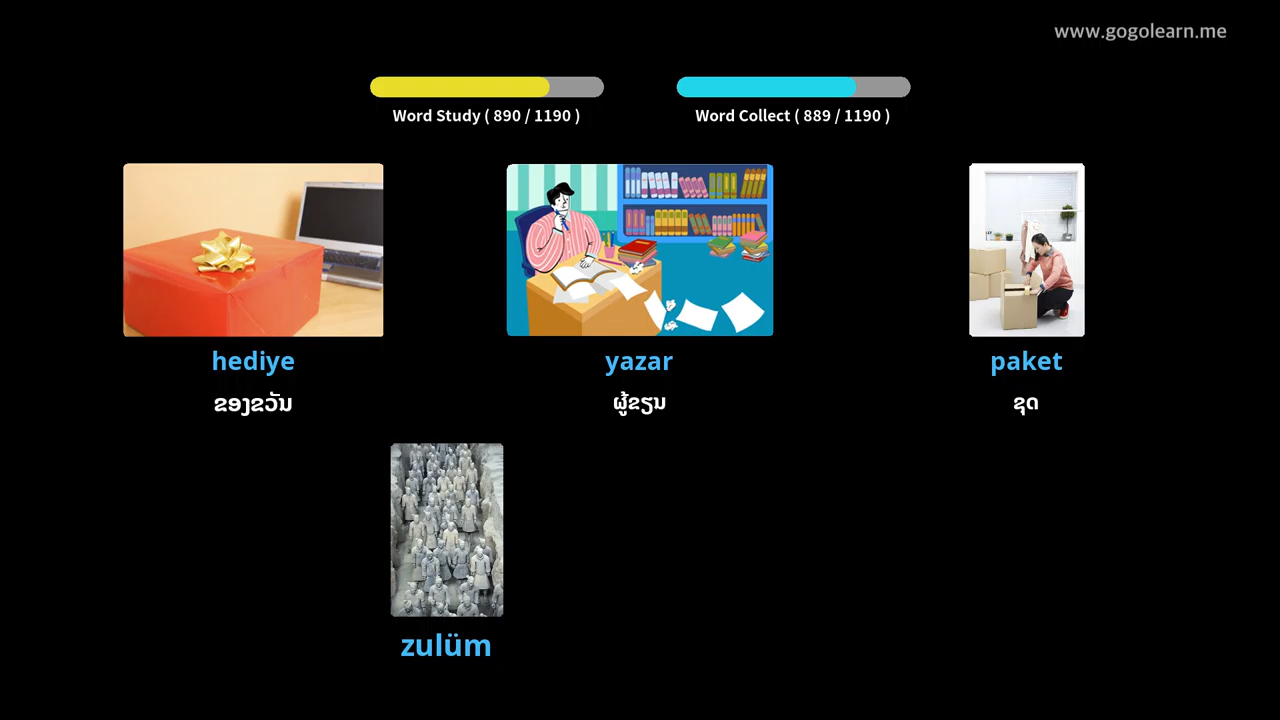 www.gogolearn.me
Word Study ( 890 / 1190 )
Word Collect ( 889 / 1190 )
hediye
yazar
paket
ຂອງຂວັນ
ຜູ້ຂຽນ
ຊຸດ
zulüm